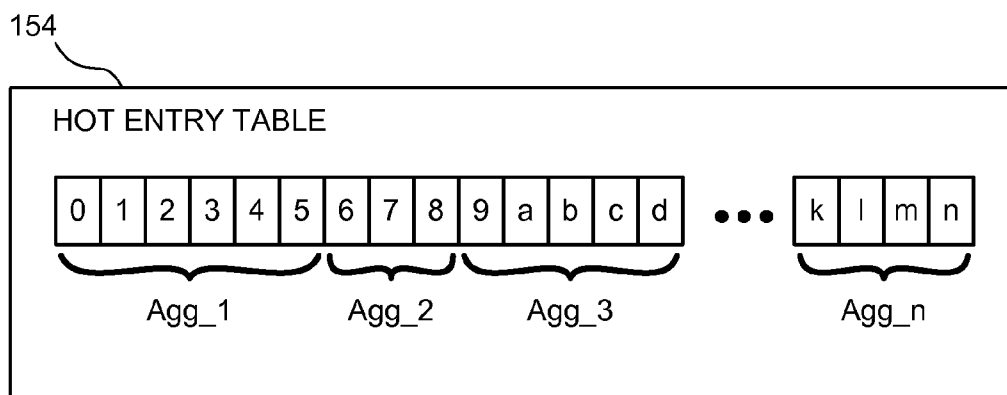 154
HOT ENTRY TABLE
0 1 2 3 4 5 6 7 8 9 a b c d ••• k l m n
Agg_1 Agg_2 Agg_3 Agg_n